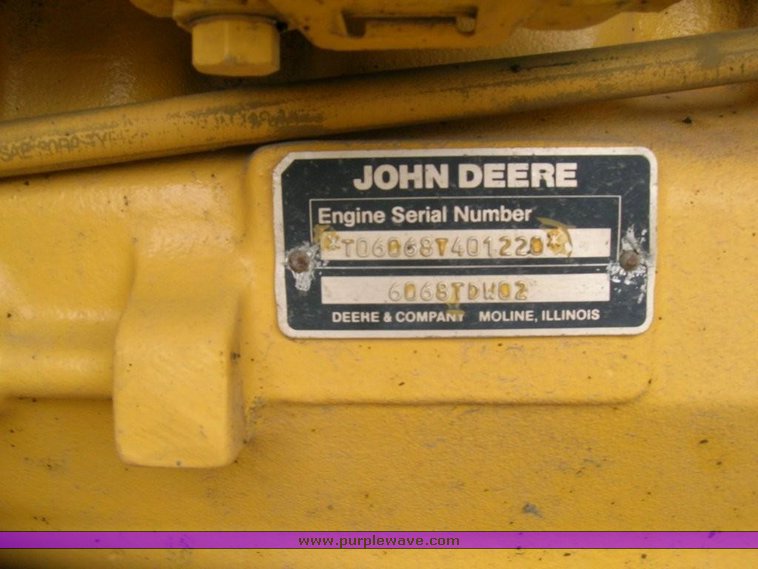 JOHN DEERE
Engine Serial Number
*T06068T401220*
6068TDW02
DEERE & COMPANY MOLINE, ILLINOIS
www.purplewave.com